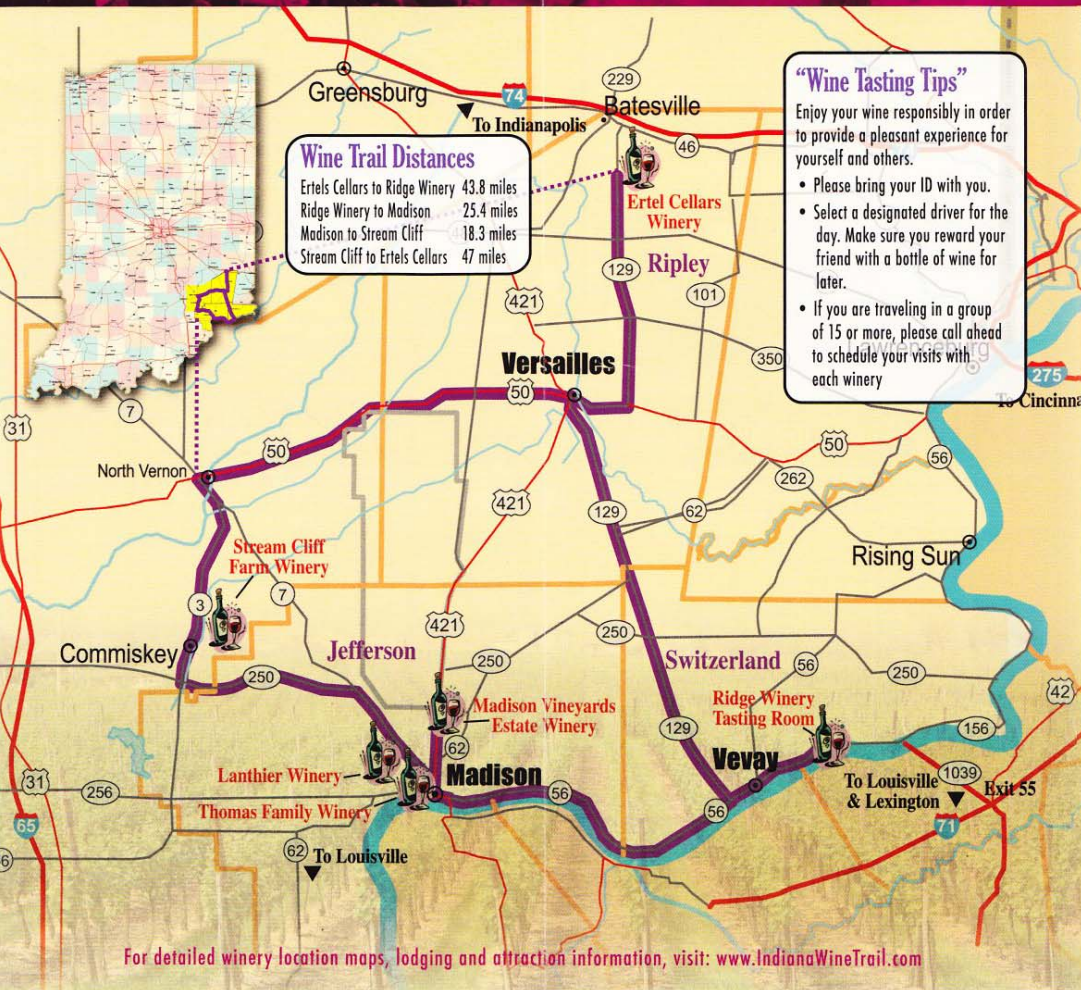 Greensburg
74
To Indianapolis
229
Batesville
46
"Wine Tasting Tips"
Enjoy your wine responsibly in order
to provide a pleasant experience for
yourself and others.
• Please bring your ID with you.
• Select a designated driver for the
day. Make sure you reward your
friend with a bottle of wine for
later.
• If you are traveling in a group
of 15 or more, please call ahead
to schedule your visits with
each winery
Lawrenceburg
275
To Cincinna
Wine Trail Distances
Ertels Cellars to Ridge Winery 43.8 miles
Ridge Winery to Madison 25.4 miles
Madison to Stream Cliff 18.3 miles
Stream Cliff to Ertels Cellars 47 miles
Ertel Cellars
Winery
129
Ripley
101
421
350
Versailles
50
7
31
50
50
56
North Vernon
262
421
129
62
Stream Cliff
Farm Winery
Rising Sun
3
7
421
250
Commiskey
Jefferson
250
Switzerland
56
250
250
42
Madison Vineyards
Estate Winery
Ridge Winery
Tasting Room
129
156
62
Vevay
Lanthier Winery
Madison
31
256
56
To Louisville
& Lexington
1039
Exit 55
Thomas Family Winery
56
65
71
62
To Louisville
For detailed winery location maps, lodging and attraction information, visit: www.IndianaWineTrail.com